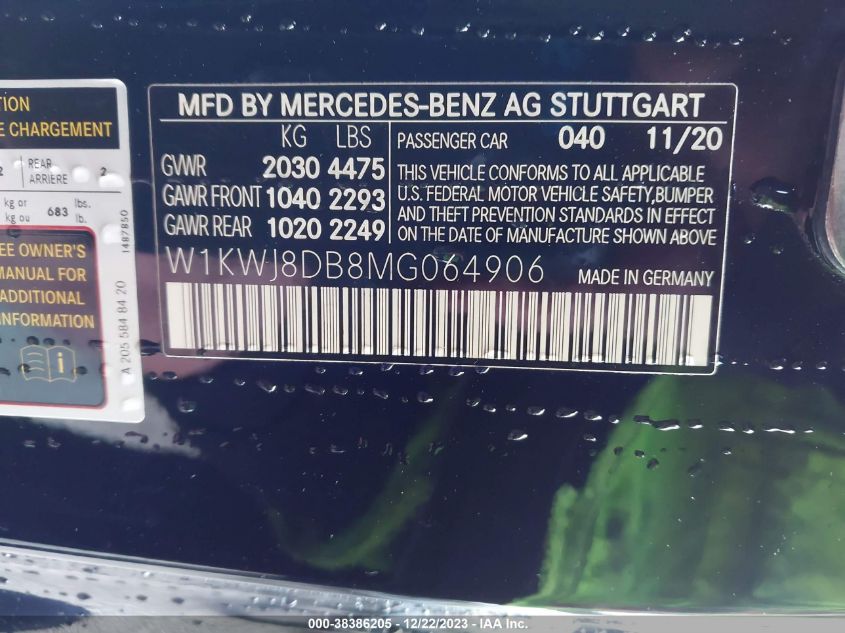 TION
E CHARGEMENT
2 REAR ARRIÈRE 2
kg or lbs.
kg ou 683 lb.
EE OWNER'S
MANUAL FOR
ADDITIONAL
INFORMATION
i
1487850
A 205 584 84 20
MFD BY MERCEDES-BENZ AG STUTTGART
KG LBS
GVWR 2030 4475
GAWR FRONT 1040 2293
GAWR REAR 1020 2249
PASSENGER CAR 040 11/20
THIS VEHICLE CONFORMS TO ALL APPLICABLE
U.S. FEDERAL MOTOR VEHICLE SAFETY,BUMPER
AND THEFT PREVENTION STANDARDS IN EFFECT
ON THE DATE OF MANUFACTURE SHOWN ABOVE
W1KWJ8DB8MG064906 MADE IN GERMANY
000-38386205 - 12/22/2023 - IAA Inc.